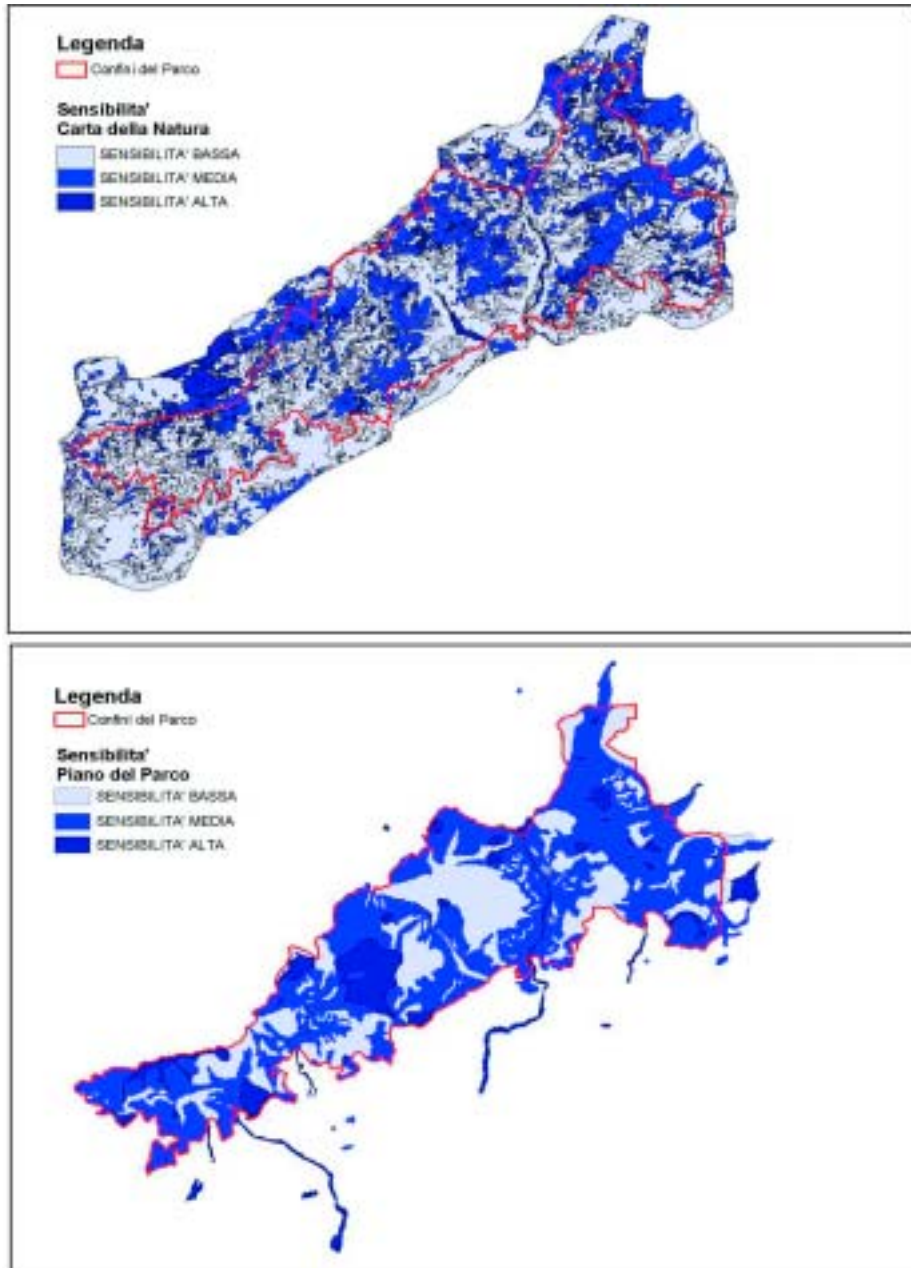 Legenda
Confini del Parco
Sensibilita'
Carta della Natura
SENSIBILITA' BASSA
SENSIBILITA' MEDIA
SENSIBILITA' ALTA
Legenda
Confini del Parco
Sensibilita'
Piano del Parco
SENSIBILITA' BASSA
SENSIBILITA' MEDIA
SENSIBILITA' ALTA